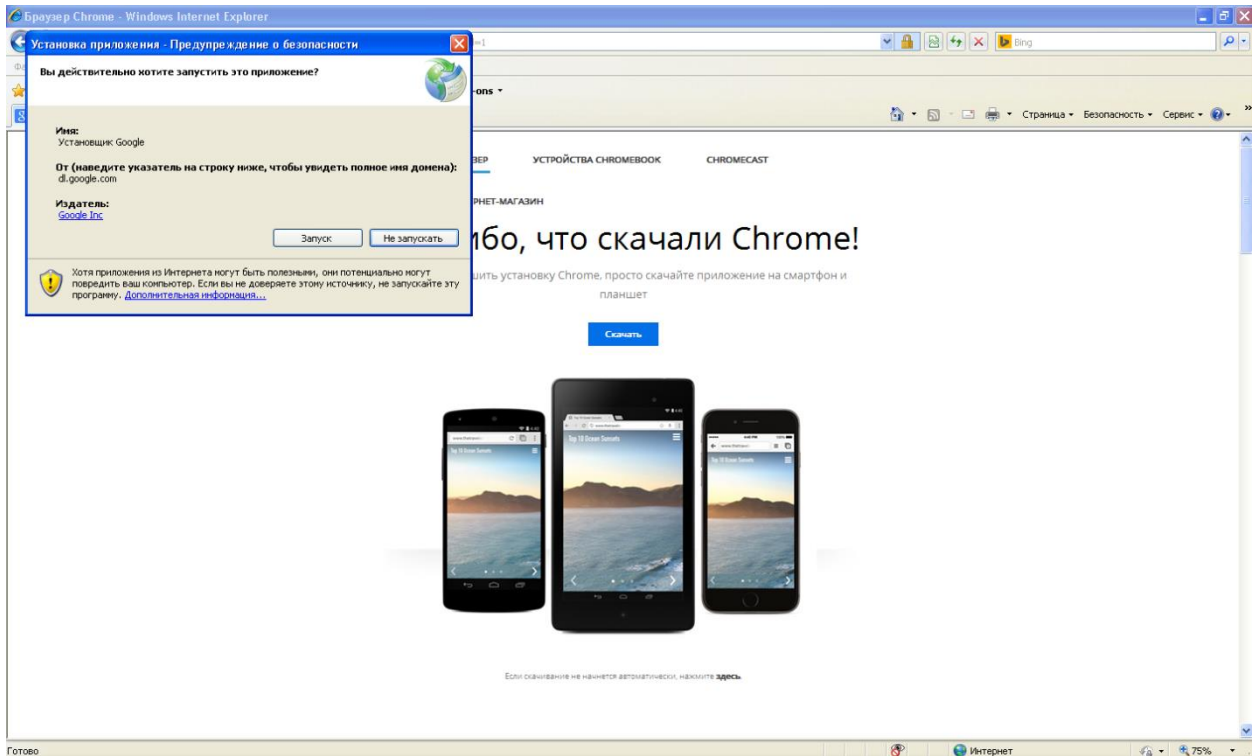 Браузер Chrome - Windows Internet Explorer
Установка приложения - Предупреждение о безопасности
=1
Bing
Вы действительно хотите запустить это приложение?
-ons
Страница
Безопасность
Сервис
Имя:
Установщик Google
От (наведите указатель на строку ниже, чтобы увидеть полное имя домена):
dl.google.com
Издатель:
Google Inc
Запуск
Не запускать
Хотя приложения из Интернета могут быть полезными, они потенциально могут
повредить ваш компьютер. Если вы не доверяете этому источнику, не запускайте эту
программу. Дополнительная информация...
ЗЕР
УСТРОЙСТВА CHROMEBOOK
CHROMECAST
РНЕТ-МАГАЗИН
ибо, что скачали Chrome!
шить установку Chrome, просто скачайте приложение на смартфон и
планшет
Скачать
Top 10 Ocean Sunsets
Top 10 Ocean Sunsets
Top 10 Ocean Sunsets
Если скачивание не начнется автоматически, нажмите здесь.
Готово
Интернет
75%